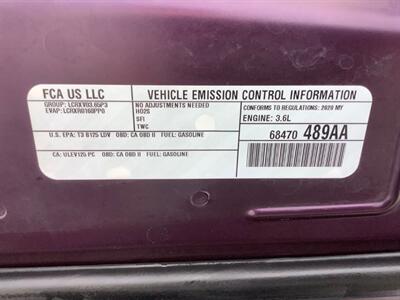 FCA US LLC
VEHICLE EMISSION CONTROL INFORMATION
GROUP: LCRXV03.65P3
EVAP: LCRXR0160PP0
NO ADJUSTMENTS NEEDED
HO2S
SFI
TWC
CONFORMS TO REGULATIONS: 2020 MY
ENGINE: 3.6L
68470 489AA
U.S. EPA: T3 B125 LDV OBD: CA OBD II FUEL: GASOLINE
CA: ULEV125 PC OBD: CA OBD II FUEL: GASOLINE